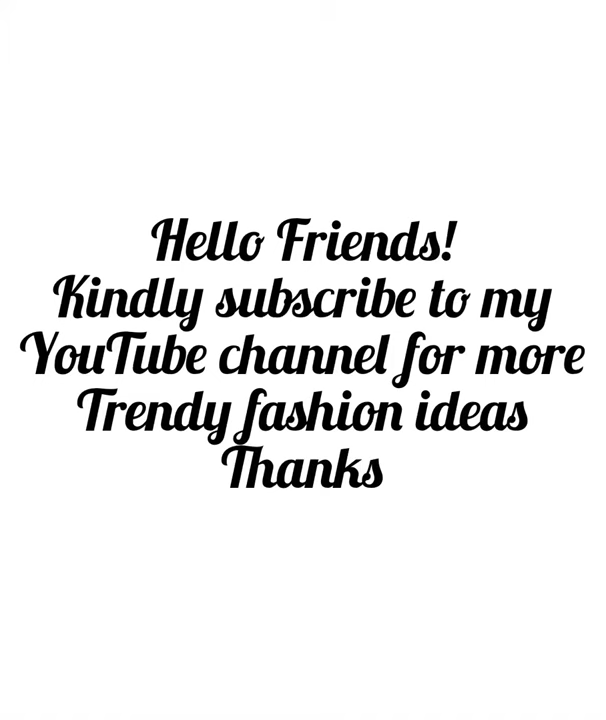 Hello Friends!
Kindly subscribe to my
YouTube channel for more
Trendy fashion ideas
Thanks